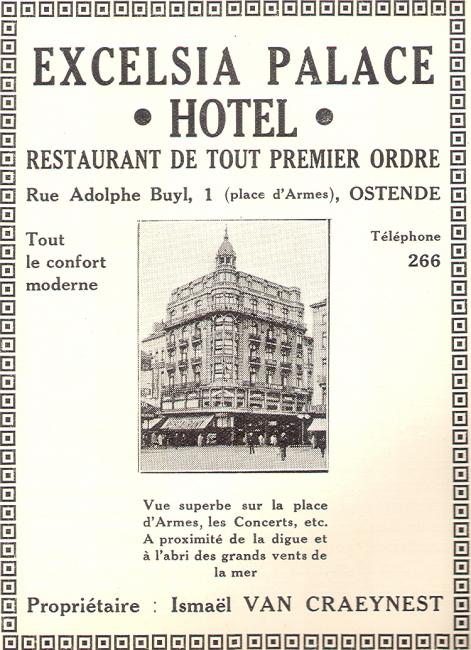 EXCELSIA PALACE
• HOTEL •
RESTAURANT DE TOUT PREMIER ORDRE
Rue Adolphe Buyl, 1 (place d'Armes), OSTENDE
Tout
le confort
moderne
Téléphone
266
Vue superbe sur la place
d'Armes, les Concerts, etc.
A proximité de la digue et
à l'abri des grands vents de
la mer
Propriétaire : Ismaël VAN CRAEYNEST